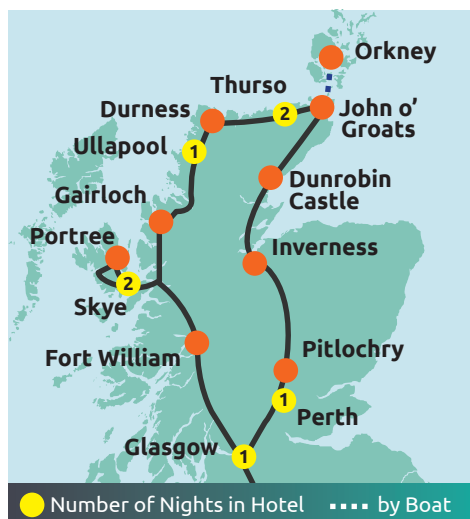 Orkney
Thurso
2
John o'
Groats
Durness
Ullapool
1
Dunrobin
Castle
Gairloch
Portree
Inverness
2
Skye
Fort William
Pitlochry
1
Perth
Glasgow
1
Number of Nights in Hotel
by Boat